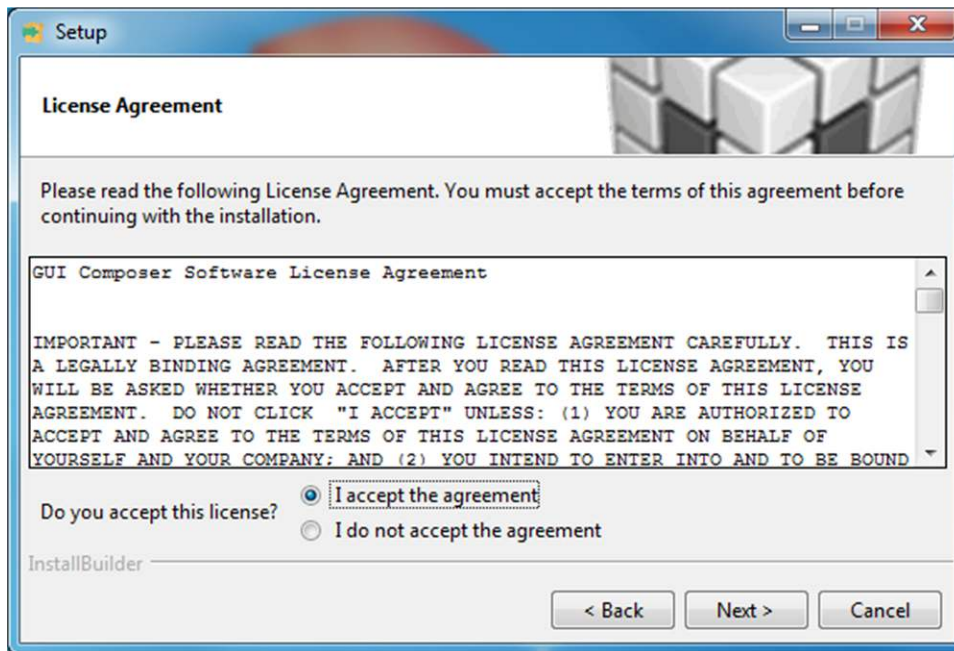 Setup
License Agreement
Please read the following License Agreement. You must accept the terms of this agreement before
continuing with the installation.
GUI Composer Software License Agreement
IMPORTANT - PLEASE READ THE FOLLOWING LICENSE AGREEMENT CAREFULLY.  THIS IS
A LEGALLY BINDING AGREEMENT.  AFTER YOU READ THIS LICENSE AGREEMENT, YOU
WILL BE ASKED WHETHER YOU ACCEPT AND AGREE TO THE TERMS OF THIS LICENSE
AGREEMENT.  DO NOT CLICK  "I ACCEPT" UNLESS: (1) YOU ARE AUTHORIZED TO
ACCEPT AND AGREE TO THE TERMS OF THIS LICENSE AGREEMENT ON BEHALF OF
YOURSELF AND YOUR COMPANY; AND (2) YOU INTEND TO ENTER INTO AND TO BE BOUND
Do you accept this license?
I accept the agreement
I do not accept the agreement
InstallBuilder
< Back
Next >
Cancel